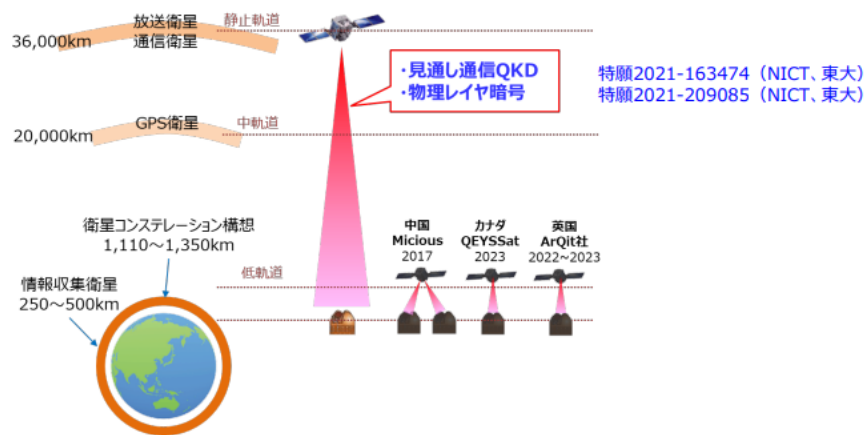 放送衛星
通信衛星
静止軌道
36,000km
・見通し通信QKD
・物理レイヤ暗号
特願2021-163474（NICT、東大）
特願2021-209085（NICT、東大）
GPS衛星
中軌道
20,000km
衛星コンステレーション構想
1,110～1,350km
中国
Micious
2017
カナダ
QEYSSat
2023
英国
ArQit社
2022~2023
低軌道
情報収集衛星
250～500km